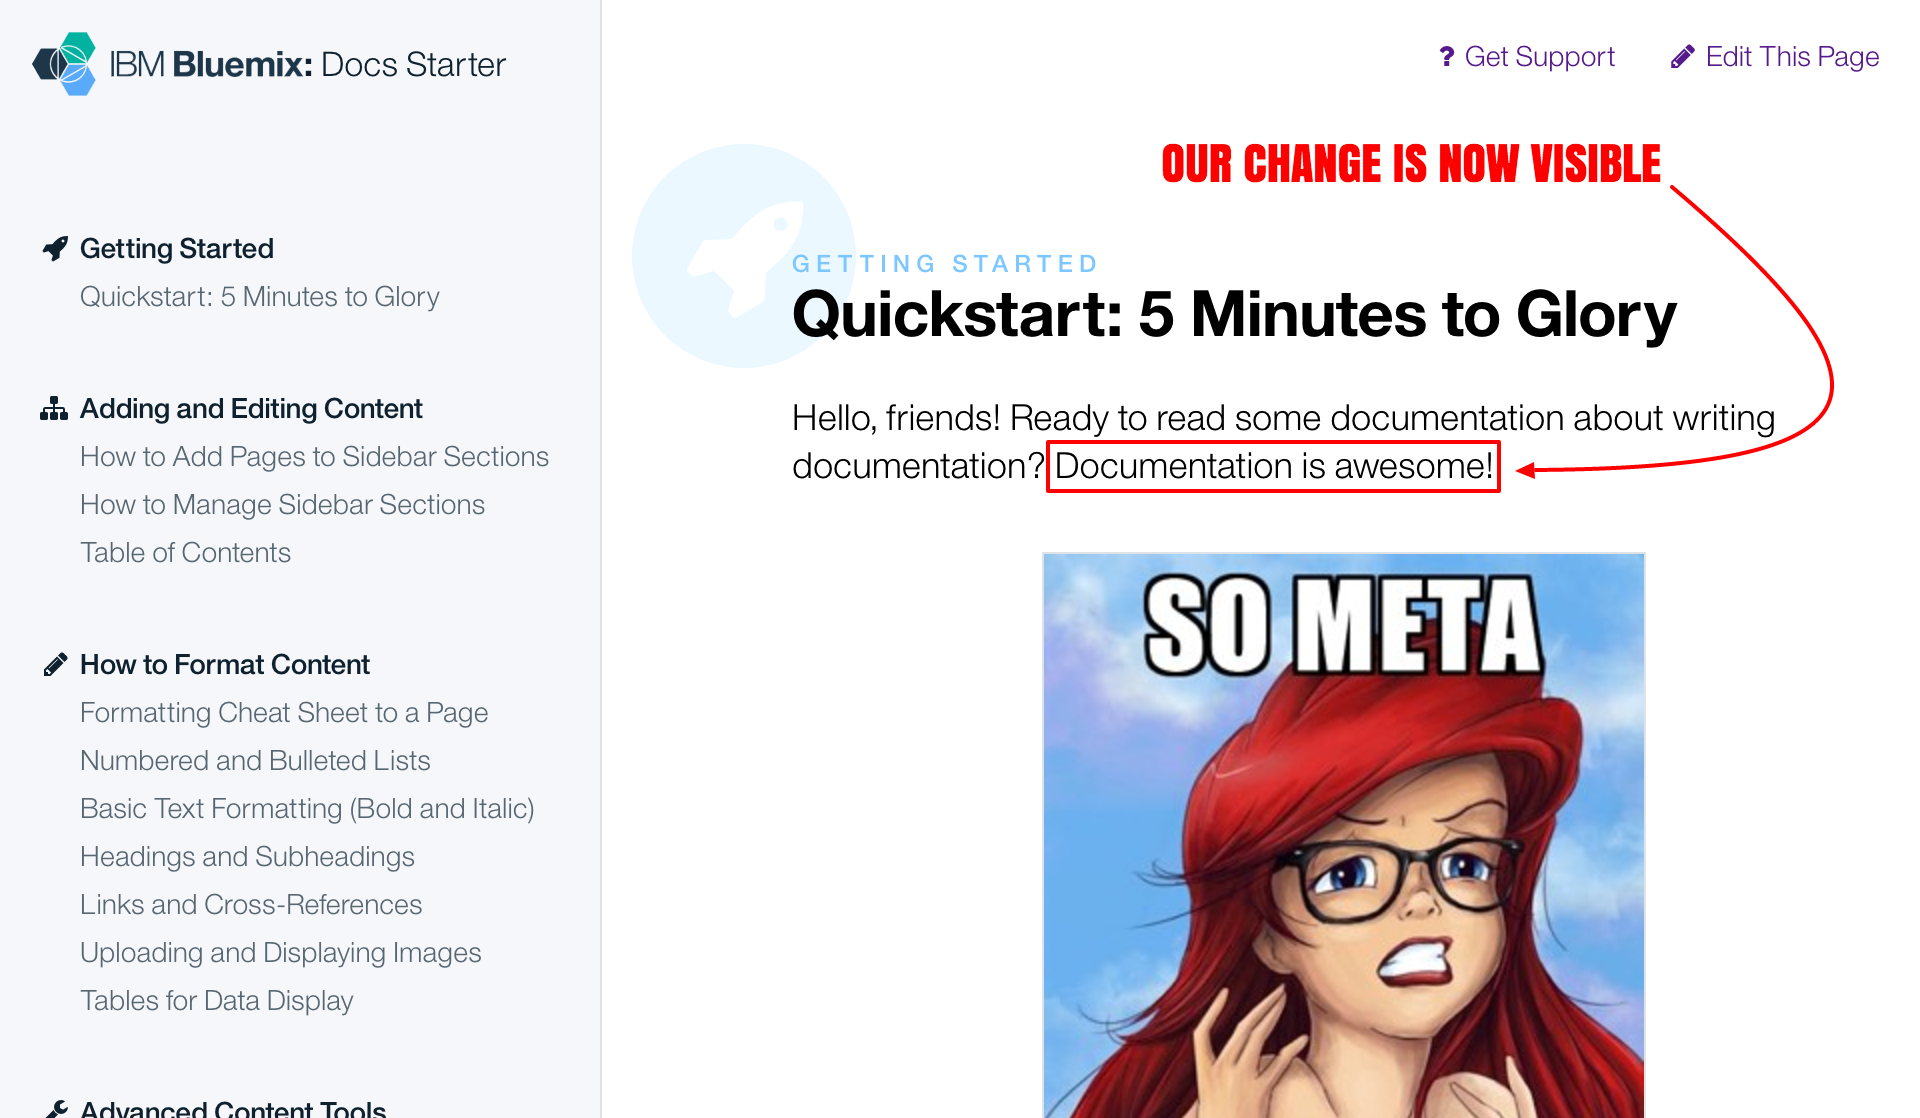 IBM Bluemix: Docs Starter
Getting Started
Quickstart: 5 Minutes to Glory
Adding and Editing Content
How to Add Pages to Sidebar Sections
How to Manage Sidebar Sections
Table of Contents
How to Format Content
Formatting Cheat Sheet to a Page
Numbered and Bulleted Lists
Basic Text Formatting (Bold and Italic)
Headings and Subheadings
Links and Cross-References
Uploading and Displaying Images
Tables for Data Display
Advanced Content Tools
? Get Support
Edit This Page
OUR CHANGE IS NOW VISIBLE
GETTING STARTED
Quickstart: 5 Minutes to Glory
Hello, friends! Ready to read some documentation about writing
documentation? Documentation is awesome!
SO META